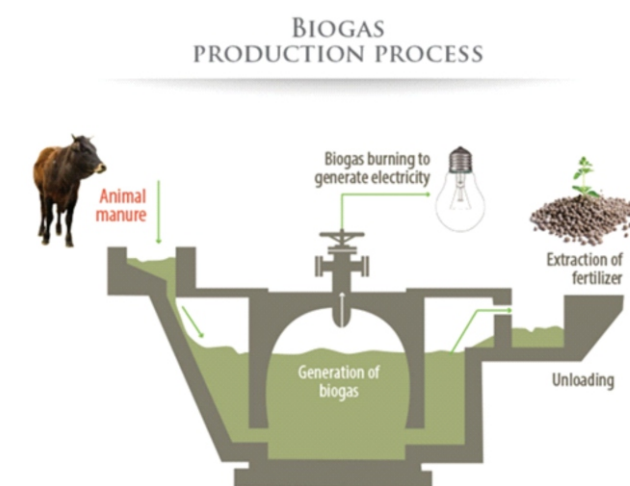 BIOGAS
PRODUCTION PROCESS
Biogas burning to
generate electricity
Animal
manure
Extraction of
fertilizer
Generation of
biogas
Unloading